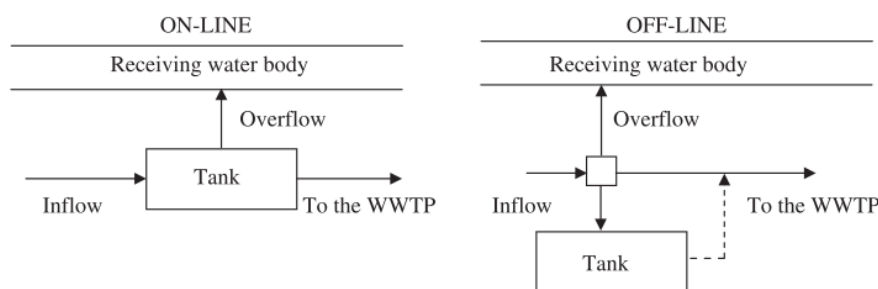 ON-LINE
Receiving water body
Overflow
Tank
Inflow
To the WWTP
OFF-LINE
Receiving water body
Overflow
Inflow
To the WWTP
Tank